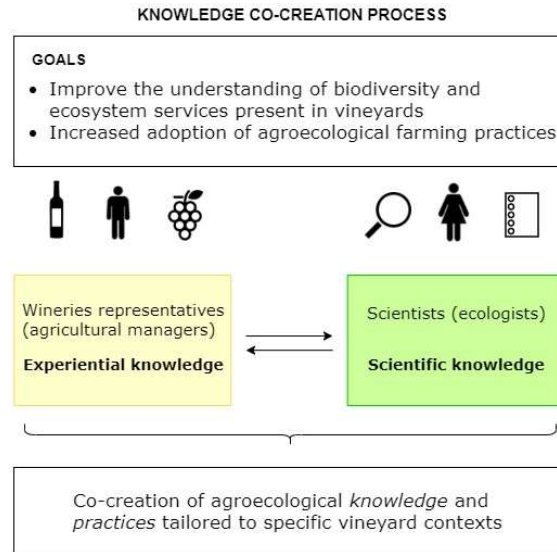 KNOWLEDGE CO-CREATION PROCESS
GOALS
• Improve the understanding of biodiversity and
ecosystem services present in vineyards
• Increased adoption of agroecological farming practices
Wineries representatives
(agricultural managers)
Experiential knowledge
Scientists (ecologists)
Scientific knowledge
Co-creation of agroecological knowledge and
practices tailored to specific vineyard contexts